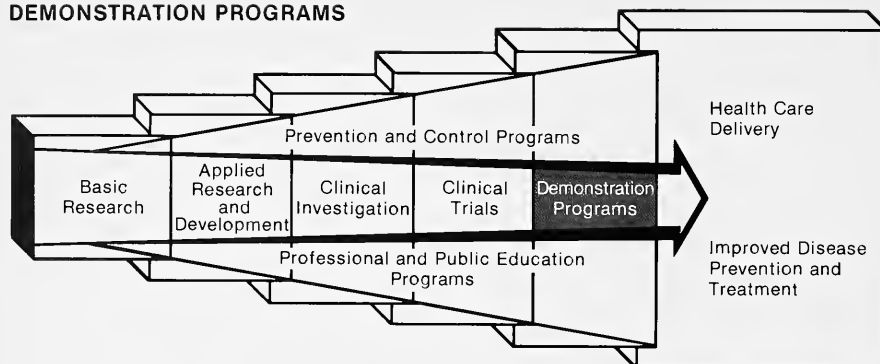 DEMONSTRATION PROGRAMS
Prevention and Control Programs
Basic
Research
Applied
Research
and
Development
Clinical
Investigation
Clinical
Trials
Demonstration
Programs
Professional and Public Education
Programs
Health Care
Delivery
Improved Disease
Prevention and
Treatment